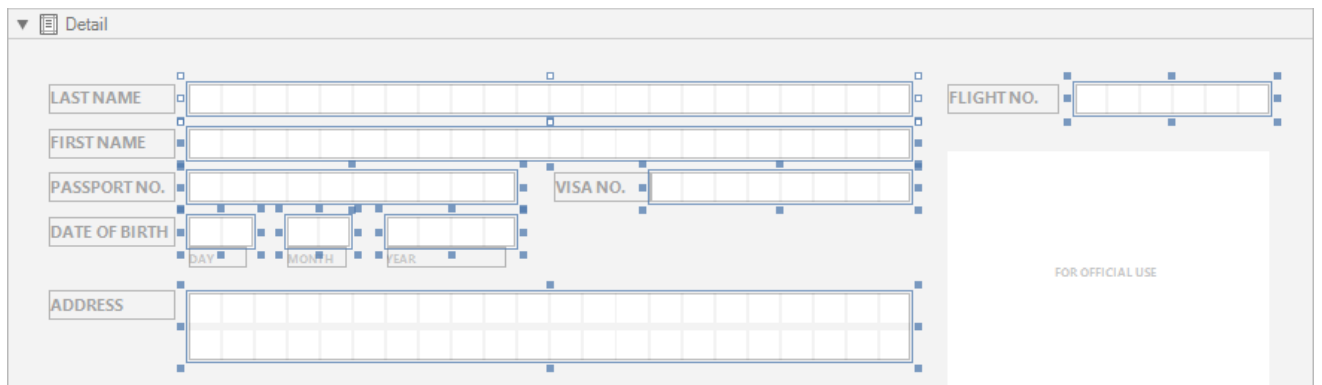 Detail
LAST NAME
FLIGHT NO.
FIRST NAME
PASSPORT NO.
VISA NO.
DATE OF BIRTH
DAY
MONTH
YEAR
FOR OFFICIAL USE
ADDRESS